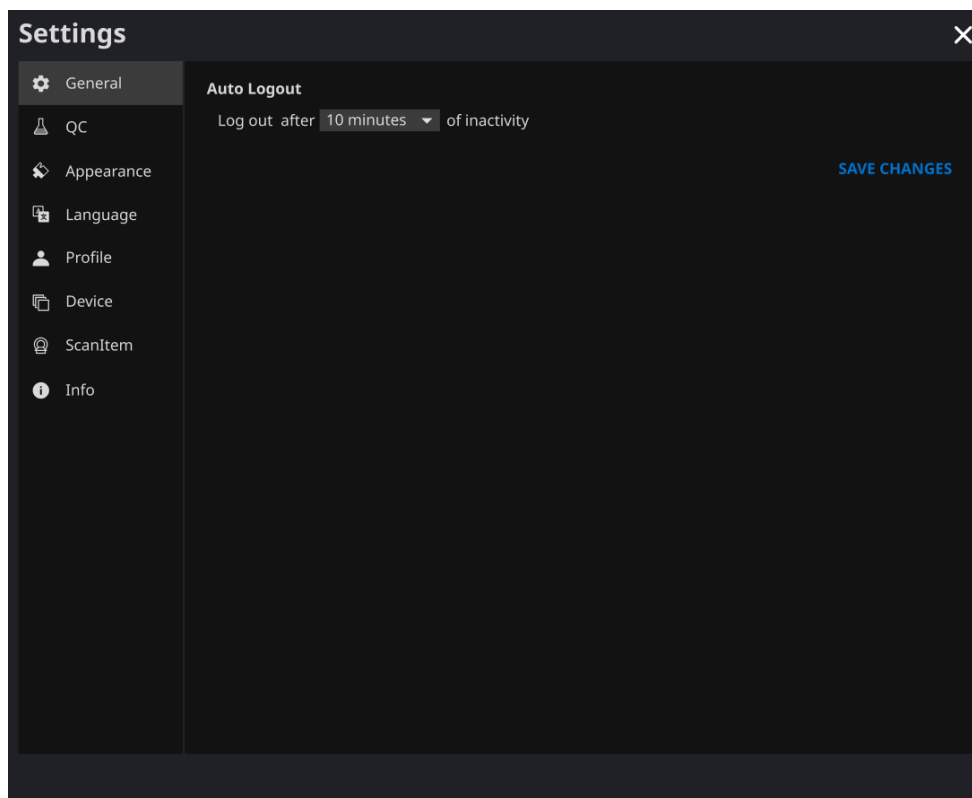 Settings
General
QC
Appearance
Language
Profile
Device
ScanItem
Info
Auto Logout
Log out after 10 minutes of inactivity
SAVE CHANGES